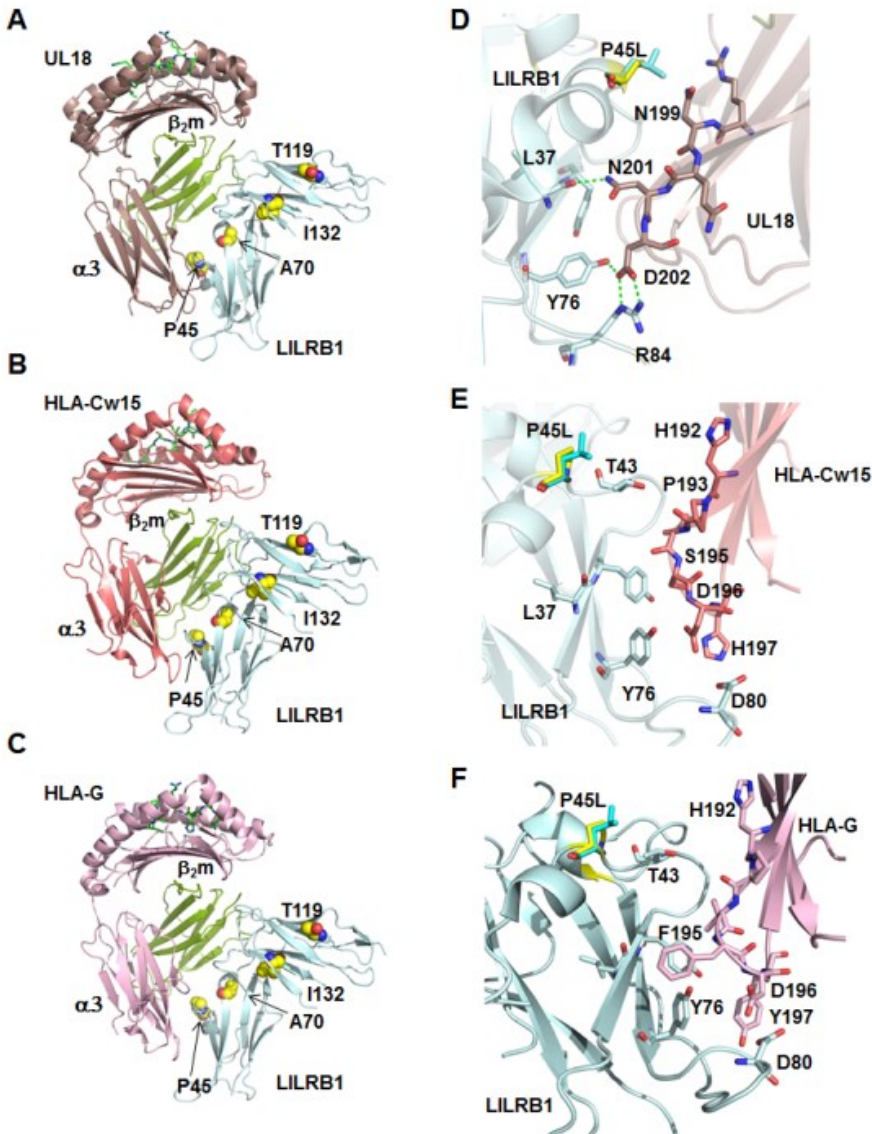 A
UL18
β2m
T119
I132
α3
A70
P45
LILRB1
B
HLA-Cw15
β2m
T119
I132
α3
A70
P45
LILRB1
C
HLA-G
β2m
T119
I132
α3
A70
P45
LILRB1
D
P45L
LILRB1
N199
L37
N201
UL18
D202
Y76
R84
E
P45L
H192
T43
HLA-Cw15
P193
S195
D196
L37
H197
Y76
D80
LILRB1
F
P45L
H192
HLA-G
T43
F195
D196
Y76
Y197
D80
LILRB1